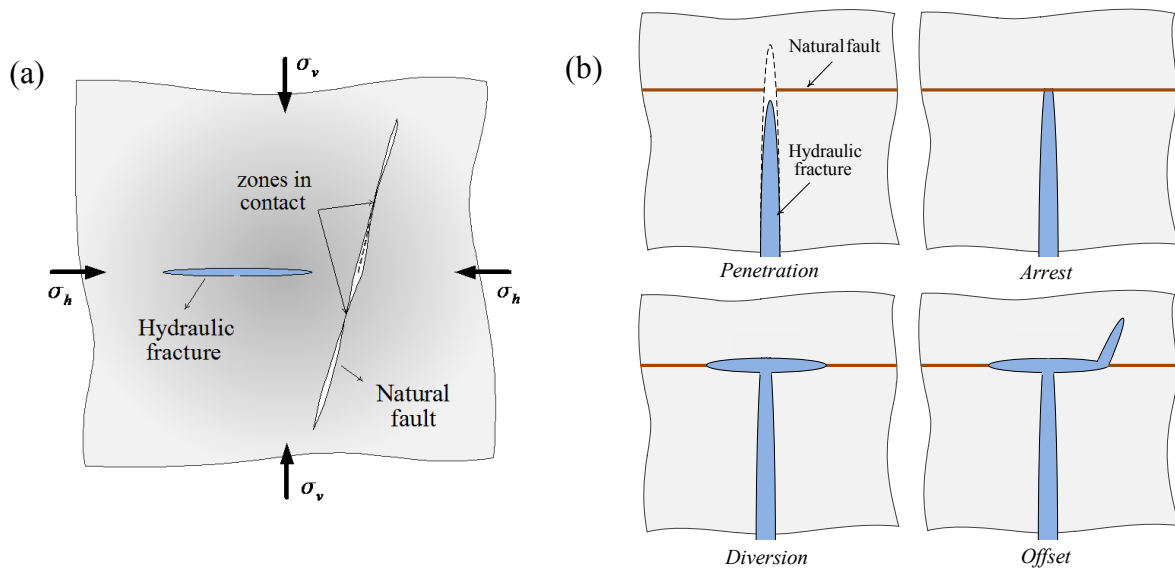 (a)
σv
zones in
contact
σh
σh
Hydraulic
fracture
Natural
fault
σv
(b)
Natural fault
Hydraulic
fracture
Penetration
Arrest
Diversion
Offset